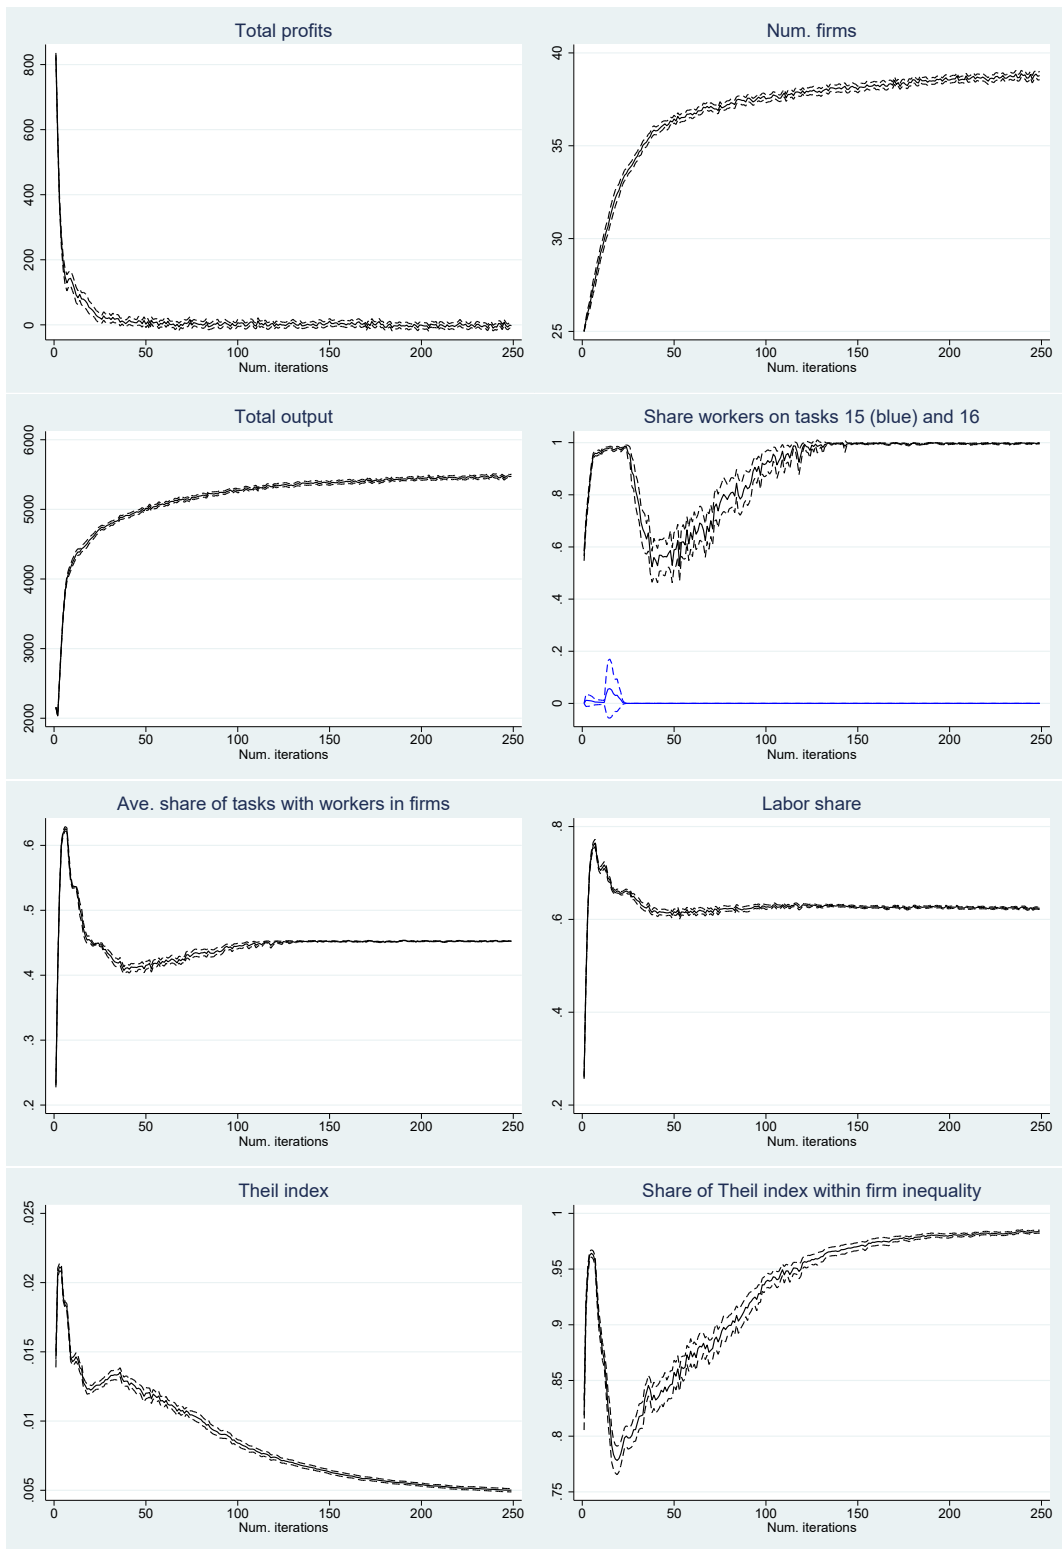 Total profits
800
600
400
200
0
0 50 100 150 200 250
Num. iterations
Num. firms
40
35
30
25
0 50 100 150 200 250
Num. iterations
Total output
6000
5000
4000
3000
2000
0 50 100 150 200 250
Num. iterations
Share workers on tasks 15 (blue) and 16
1
.8
.6
.4
.2
0
0 50 100 150 200 250
Num. iterations
Ave. share of tasks with workers in firms
.6
.5
.4
.3
.2
0 50 100 150 200 250
Num. iterations
Labor share
.8
.6
.4
.2
0 50 100 150 200 250
Num. iterations
Theil index
.025
.02
.015
.01
.005
0 50 100 150 200 250
Num. iterations
Share of Theil index within firm inequality
1
.95
.9
.85
.8
.75
0 50 100 150 200 250
Num. iterations